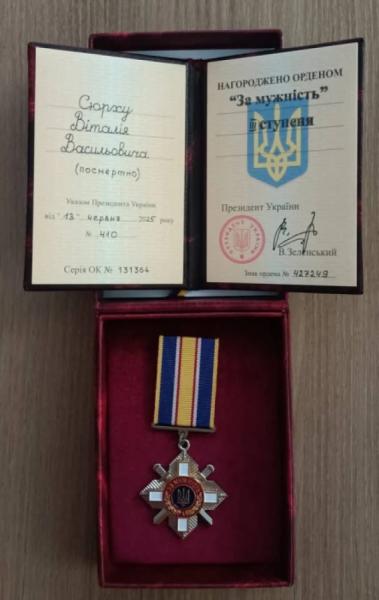 Сюрху
Віталія
Васильовича
(посмертно)
Указом Президента України
від "13" червня 2025 року
№ 410
Серія ОК № 131364
НАГОРОДЖЕНО ОРДЕНОМ
"За мужність"
III ступеня
Президент України
В.Зеленський
Знак ордена № 427249